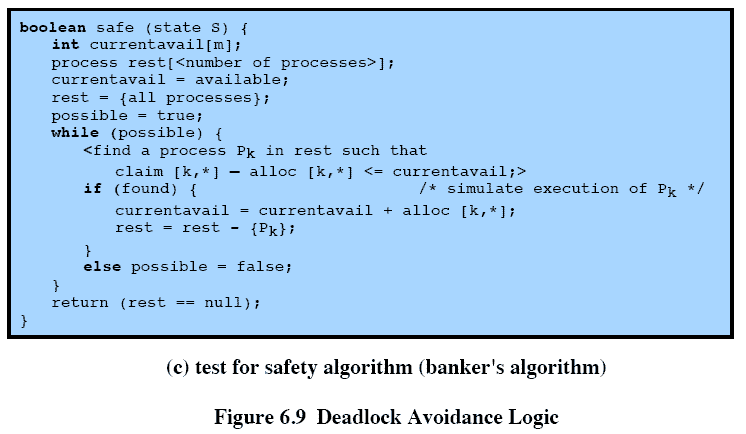 boolean safe (state S) {
int currentavail[m];
process rest[<number of processes>];
currentavail = available;
rest = {all processes};
possible = true;
while (possible) {
<find a process Pk in rest such that
claim [k,*] – alloc [k,*] <= currentavail;>
if (found) { /* simulate execution of Pk */
currentavail = currentavail + alloc [k,*];
rest = rest - {Pk};
}
else possible = false;
}
return (rest == null);
}
(c) test for safety algorithm (banker's algorithm)
Figure 6.9 Deadlock Avoidance Logic